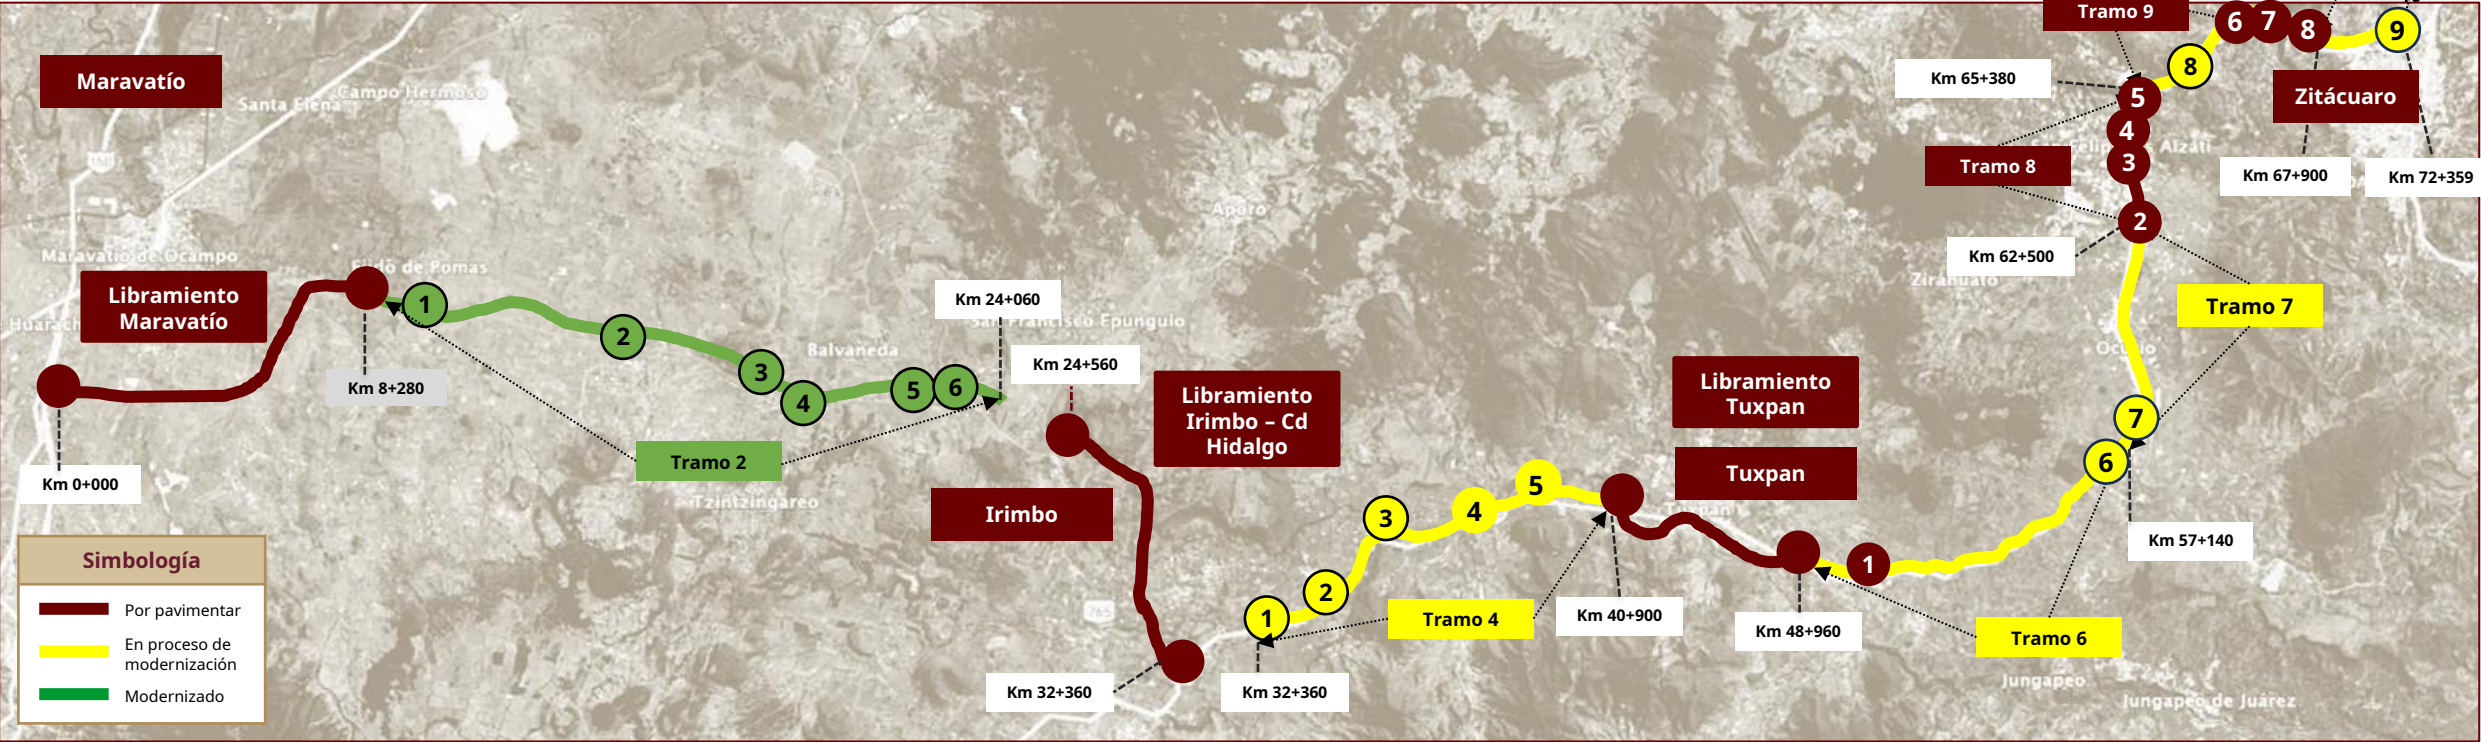 Tramo 9
6
7
8
9
8
Maravatío
Km 65+380
5
Zitácuaro
Campo Hermoso
Santa Elena
4
Alzati
3
Tramo 8
Km 67+900
Km 72+359
Aporo
2
Maravatío de Ocampo
Km 62+500
Ejido de Pomas
Zirahuato
Libramiento
Maravatío
1
Km 24+060
Tramo 7
San Francisco Epunguio
2
Balvaneda
Km 24+560
3
Km 8+280
4
5
6
Libramiento
Irimbo – Cd
Hidalgo
Libramiento
Tuxpan
7
Tramo 2
Tuxpan
6
Km 0+000
Tzintzingareo
Irimbo
5
4
3
Km 57+140
Simbología
1
Por pavimentar
En proceso de
modernización
Modernizado
2
1
Tramo 4
Km 40+900
Km 48+960
Tramo 6
Km 32+360
Km 32+360
Jungapeo
Jungapeo de Juárez